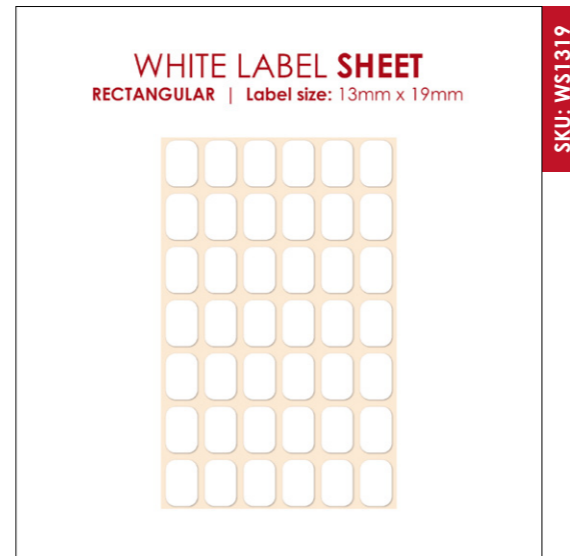 WHITE LABEL SHEET
RECTANGULAR | Label size: 13mm x 19mm
SKU: WS1319